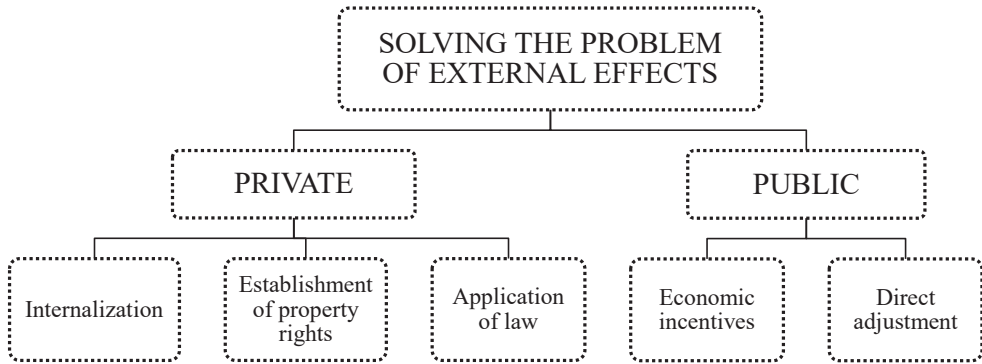 SOLVING THE PROBLEM
OF EXTERNAL EFFECTS
PRIVATE
PUBLIC
Internalization
Establishment
of property
rights
Application
of law
Economic
incentives
Direct
adjustment